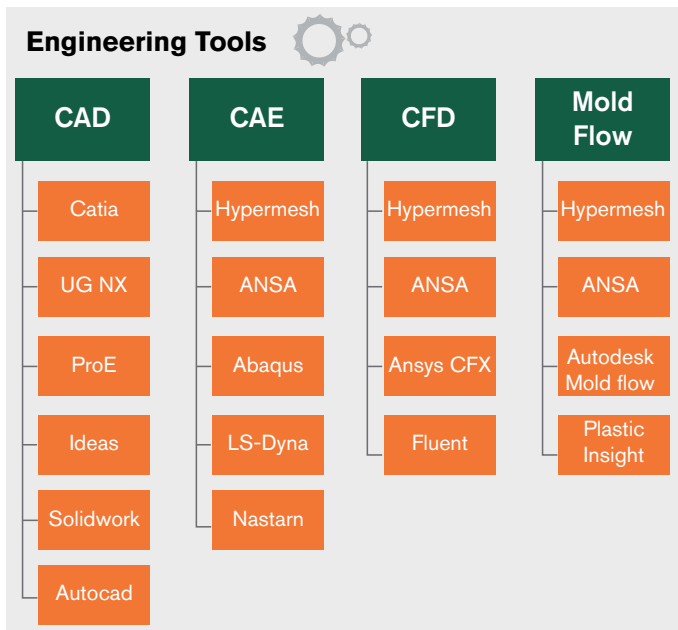 Engineering Tools
CAD
Catia
UG NX
ProE
Ideas
Solidwork
Autocad
CAE
Hypermesh
ANSA
Abaqus
LS-Dyna
Nastarn
CFD
Hypermesh
ANSA
Ansys CFX
Fluent
Mold
Flow
Hypermesh
ANSA
Autodesk
Mold flow
Plastic
Insight